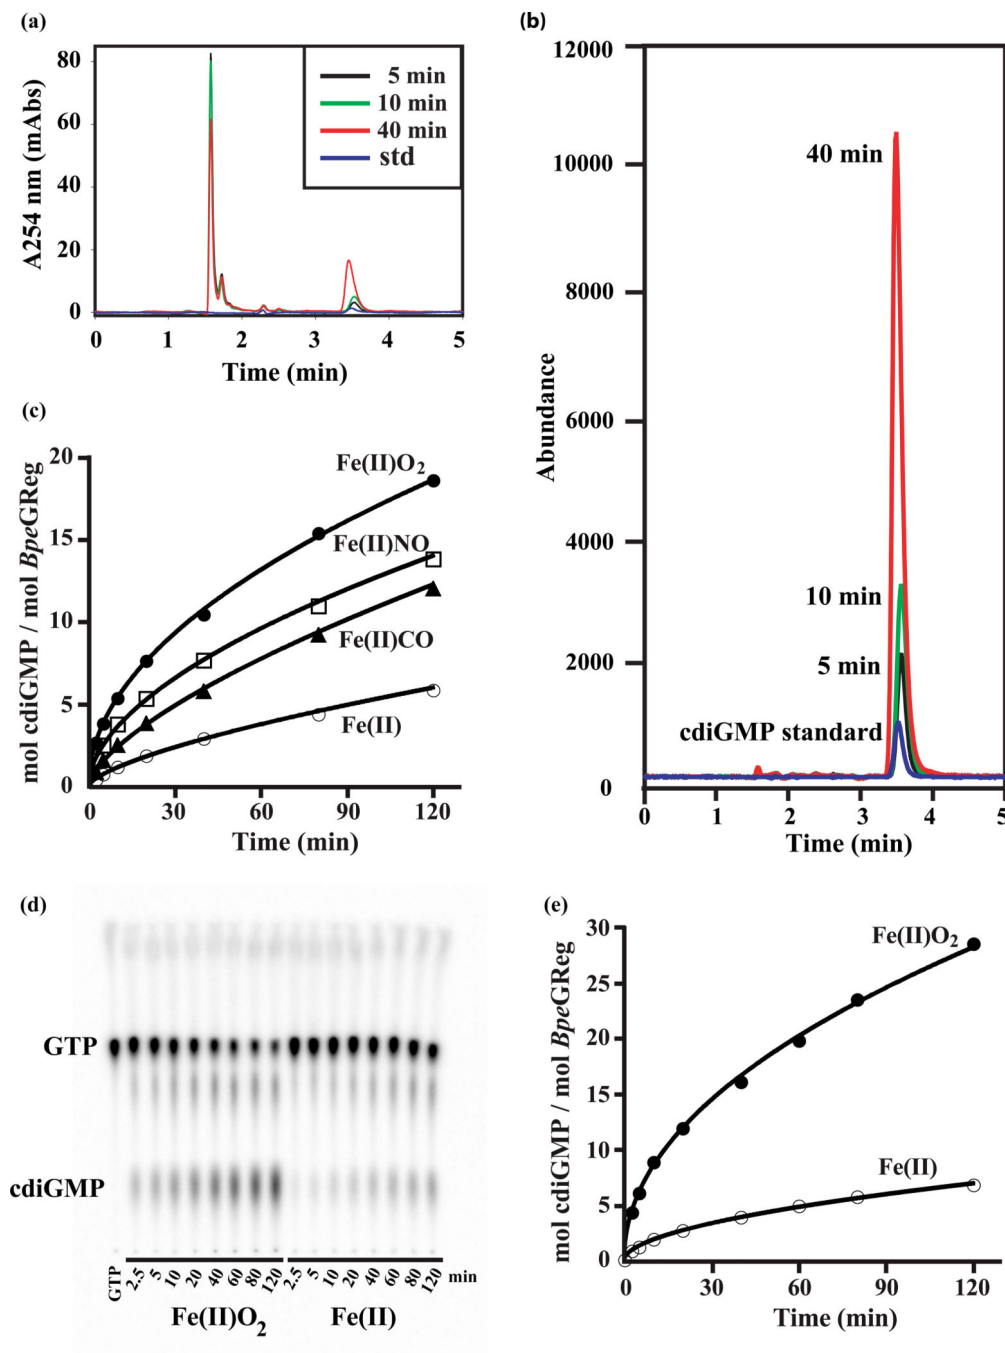 (a)
A254 nm (mAbs)
80
60
40
20
0
5 min
10 min
40 min
std
0 1 2 3 4 5
Time (min)
(b)
Abundance
12000
10000
8000
6000
4000
2000
0
40 min
10 min
5 min
cdiGMP standard
0 1 2 3 4 5
Time (min)
(c)
mol cdiGMP / mol BpeGReg
20
15
10
5
0
Fe(II)O2
Fe(II)NO
Fe(II)CO
Fe(II)
0 30 60 90 120
Time (min)
(d)
GTP
cdiGMP
GTP 2.5 5 10 20 40 60 80 120 2.5 5 10 20 40 60 80 120 min
Fe(II)O2 Fe(II)
(e)
mol cdiGMP / mol BpeGReg
30
25
20
15
10
5
0
Fe(II)O2
Fe(II)
0 30 60 90 120
Time (min)